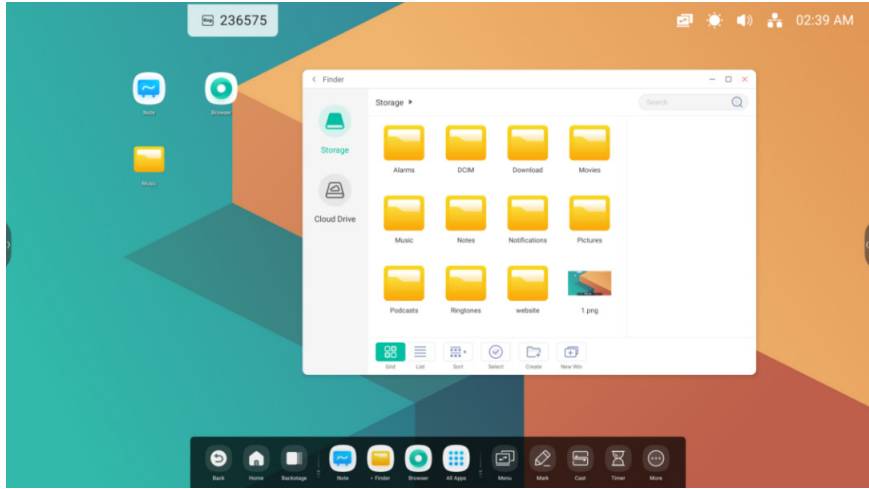 236575
02:39 AM
Note
Browser
Music
Finder
Storage
Search
Storage
Cloud Drive
Alarms
DCIM
Download
Movies
Music
Notes
Notifications
Pictures
Podcasts
Ringtones
website
1.png
Grid
List
Sort
Select
Create
New Win
Back
Home
Backstage
Note
Finder
Browser
All Apps
Menu
Mark
Cast
Timer
More